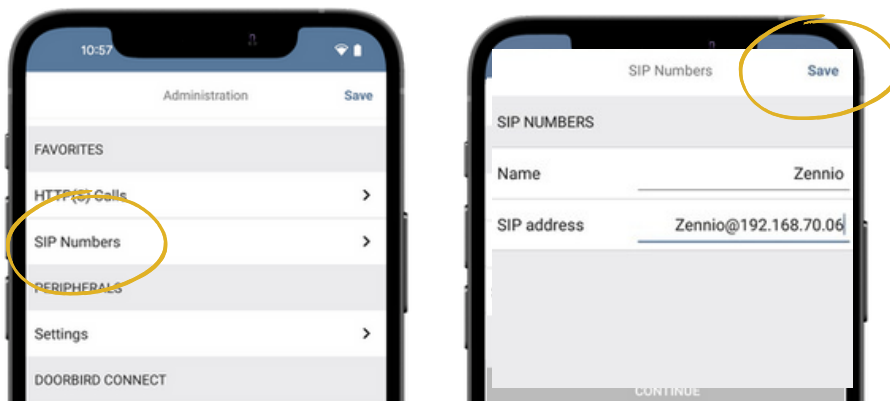 10:57
Administration
Save
FAVORITES
HTTP(S) Calls
SIP Numbers
PERIPHERALS
Settings
DOORBIRD CONNECT
SIP Numbers
Save
SIP NUMBERS
Name
Zennio
SIP address
Zennio@192.168.70.06
CONTINUE